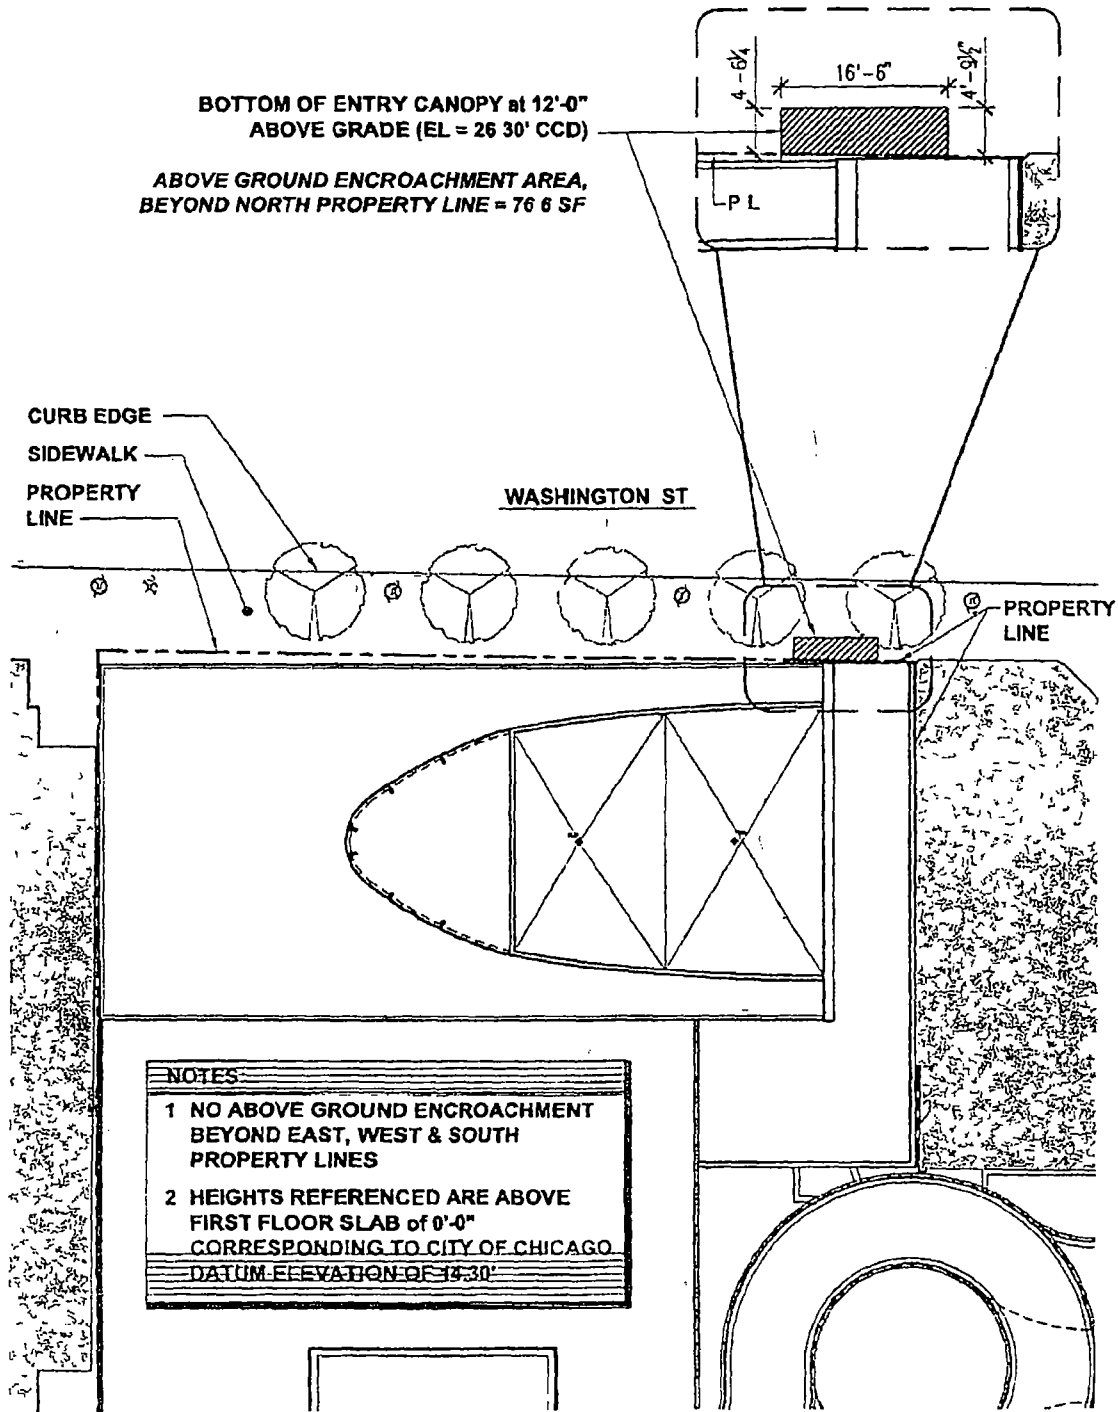 4'-6¼"
16'-6"
4'-9½"
BOTTOM OF ENTRY CANOPY at 12'-0"
ABOVE GRADE (EL = 26 30' CCD)
ABOVE GROUND ENCROACHMENT AREA,
BEYOND NORTH PROPERTY LINE = 76 6 SF
P L
CURB EDGE
SIDEWALK
PROPERTY
LINE
WASHINGTON ST
PROPERTY
LINE
NOTES
1 NO ABOVE GROUND ENCROACHMENT
BEYOND EAST, WEST & SOUTH
PROPERTY LINES
2 HEIGHTS REFERENCED ARE ABOVE
FIRST FLOOR SLAB of 0'-0"
CORRESPONDING TO CITY OF CHICAGO
DATUM ELEVATION OF 14.30'